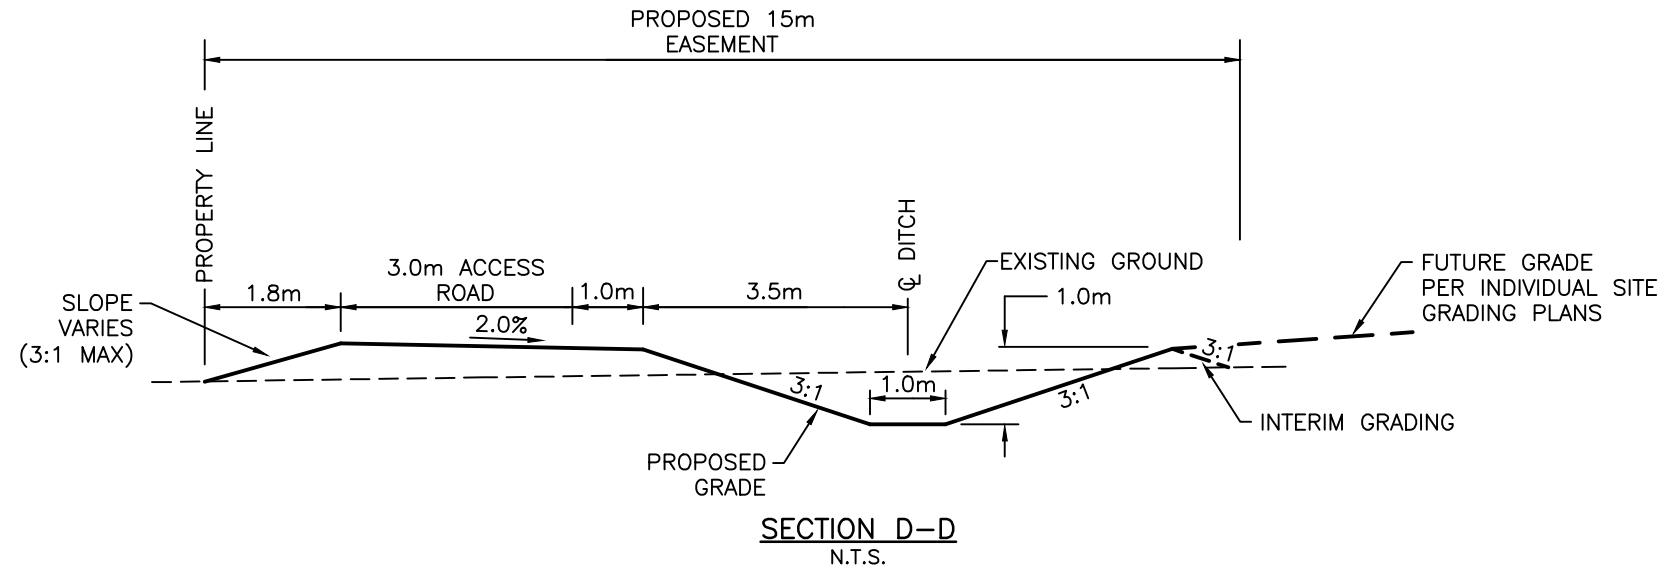 PROPOSED 15m
EASEMENT
PROPERTY LINE
℄ DITCH
SLOPE
VARIES
(3:1 MAX)
1.8m
3.0m ACCESS
ROAD
1.0m
3.5m
2.0%
EXISTING GROUND
1.0m
FUTURE GRADE
PER INDIVIDUAL SITE
GRADING PLANS
3:1
1.0m
3:1
3:1
INTERIM GRADING
PROPOSED
GRADE
SECTION D-D
N.T.S.